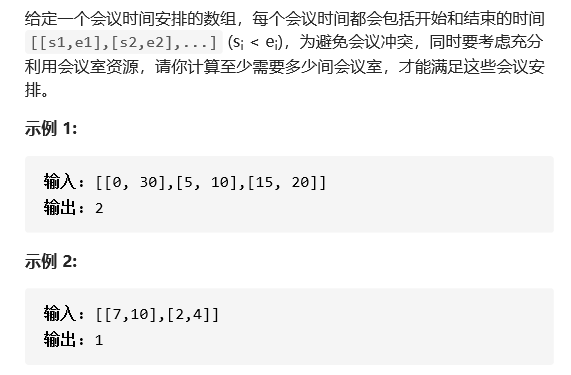 给定一个会议时间安排的数组，每个会议时间都会包括开始和结束的时间
[[s1,e1],[s2,e2],...] (si < ei)，为避免会议冲突，同时要考虑充分
利用会议室资源，请你计算至少需要多少间会议室，才能满足这些会议安
排。
示例 1:
输入: [[0, 30],[5, 10],[15, 20]]
输出: 2
示例 2:
输入: [[7,10],[2,4]]
输出: 1